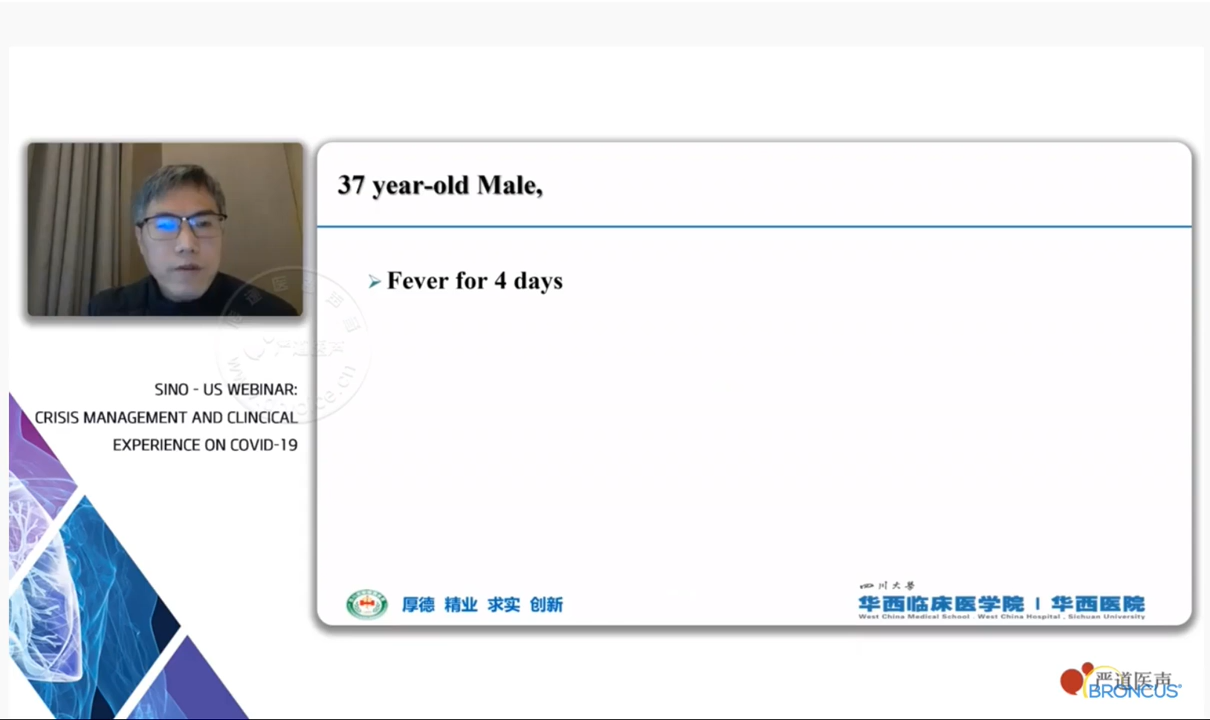 37 year-old Male,
➢ Fever for 4 days
SINO - US WEBINAR:
CRISIS MANAGEMENT AND CLINCICAL
EXPERIENCE ON COVID-19
厚德 精业 求实 创新
四川大学
华西临床医学院 | 华西医院
West China Medical School . West China Hospital . Sichuan University
严道医声
BRONCUS®